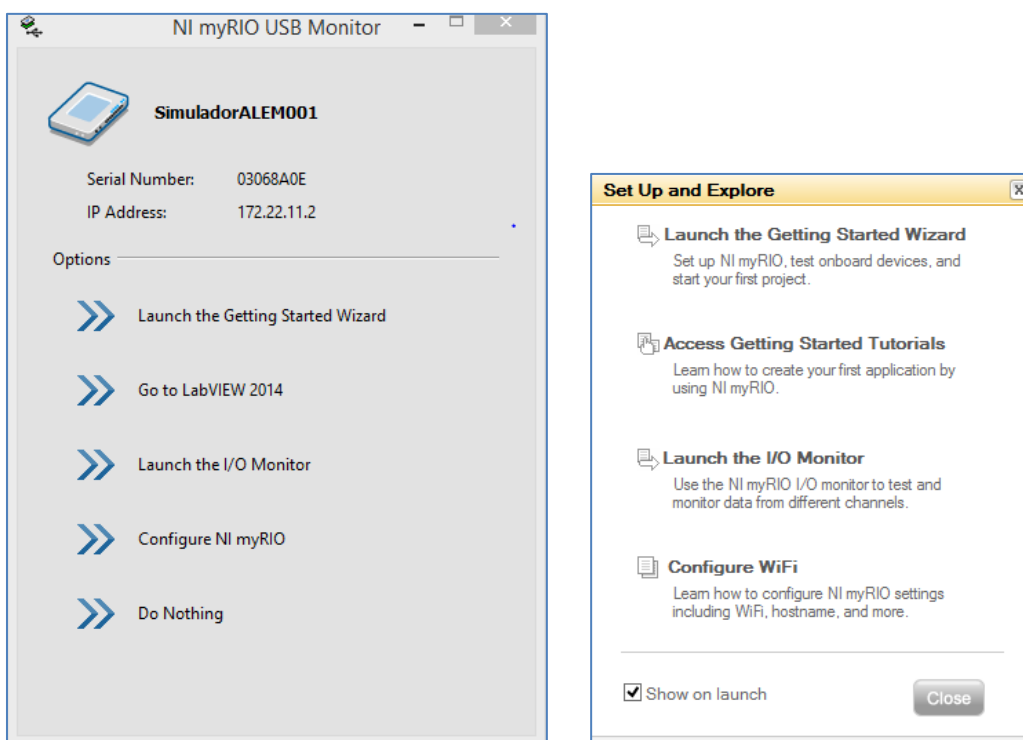 NI myRIO USB Monitor
SimuladorALEM001
Serial Number: 03068A0E
IP Address: 172.22.11.2
Options
Launch the Getting Started Wizard
Go to LabVIEW 2014
Launch the I/O Monitor
Configure NI myRIO
Do Nothing
Set Up and Explore
Launch the Getting Started Wizard
Set up NI myRIO, test onboard devices, and
start your first project.
Access Getting Started Tutorials
Learn how to create your first application by
using NI myRIO.
Launch the I/O Monitor
Use the NI myRIO I/O monitor to test and
monitor data from different channels.
Configure WiFi
Learn how to configure NI myRIO settings
including WiFi, hostname, and more.
Show on launch
Close